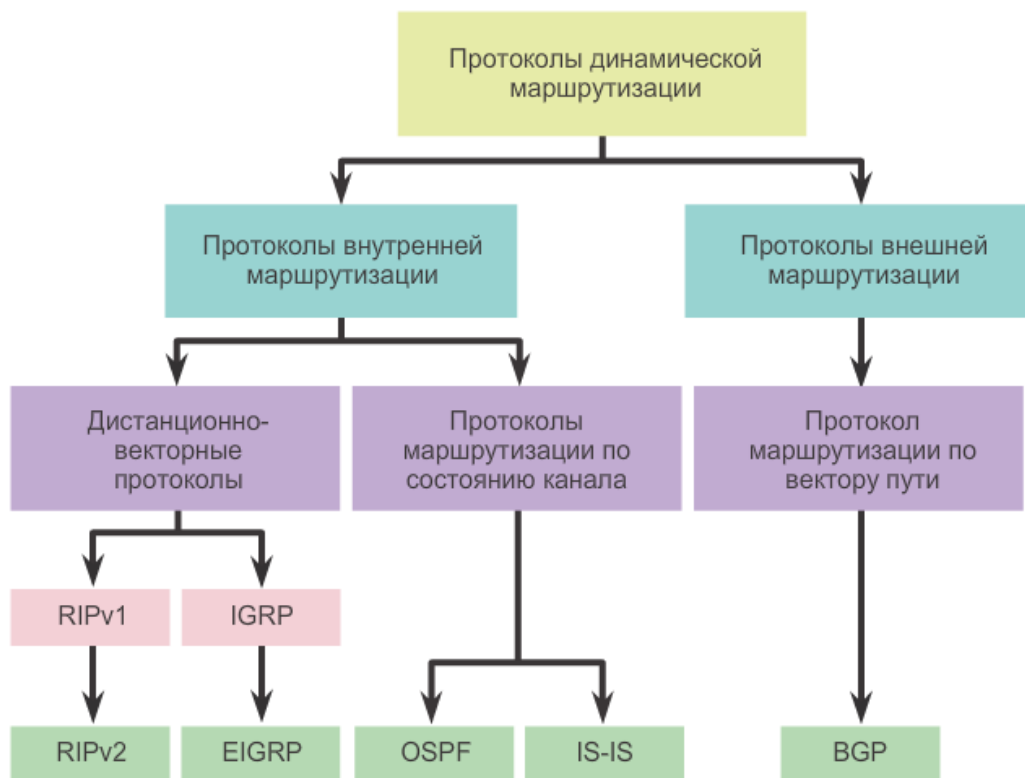 Протоколы динамической
маршрутизации
Протоколы внутренней
маршрутизации
Протоколы внешней
маршрутизации
Дистанционно-
векторные
протоколы
Протоколы
маршрутизации по
состоянию канала
Протокол
маршрутизации по
вектору пути
RIPv1
IGRP
RIPv2
EIGRP
OSPF
IS-IS
BGP